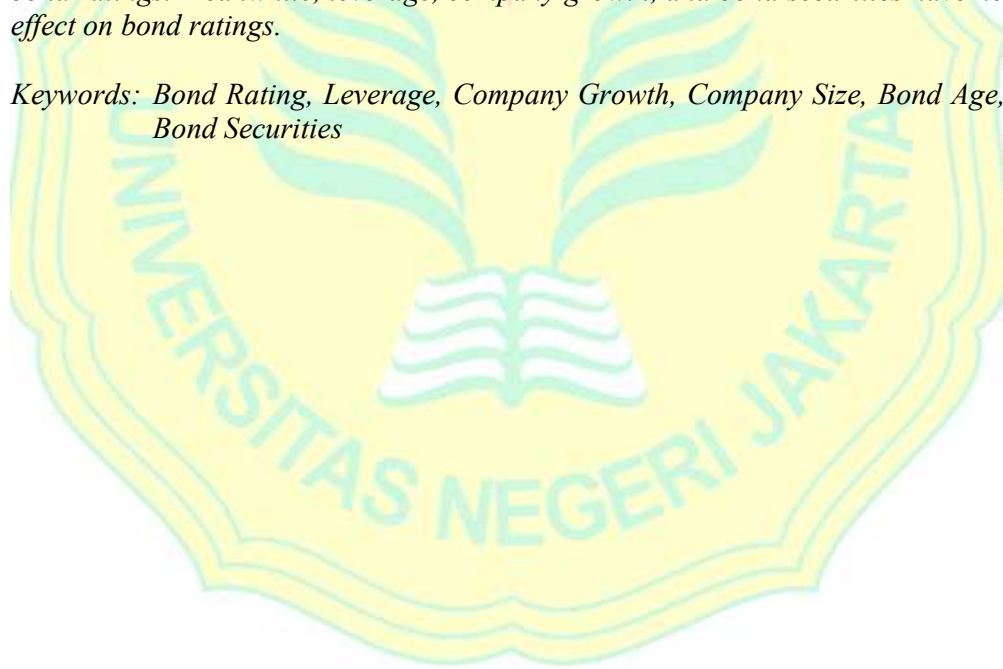 effect on bond ratings.
Keywords: Bond Rating, Leverage, Company Growth, Company Size, Bond Age,
Bond Securities
UNIVERSITAS NEGERI JAKARTA